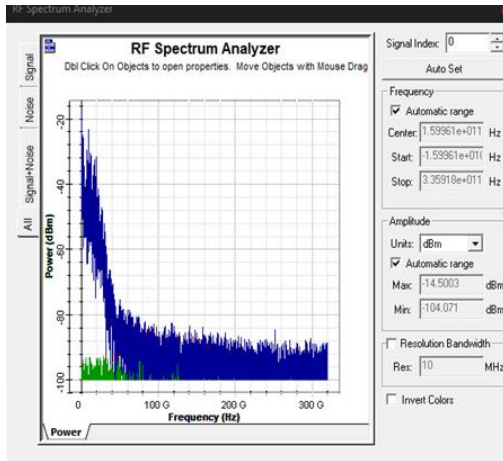 RF Spectrum Analyzer
RF Spectrum Analyzer
Dbl Click On Objects to open properties. Move Objects with Mouse Drag
Signal
Noise
Signal+Noise
All
Power (dBm)
-20
-40
-60
-80
-100
0
100 G
200 G
300 G
Frequency (Hz)
Power
Signal Index: 0
Auto Set
Frequency
Automatic range
Center: 1.59961e+011 Hz
Start: -1.59961e+01( Hz
Stop: 3.35918e+011 Hz
Amplitude
Units: dBm
Automatic range
Max: -14.5003 dBm
Min: -104.071 dBm
Resolution Bandwidth
Res: 10 MHz
Invert Colors